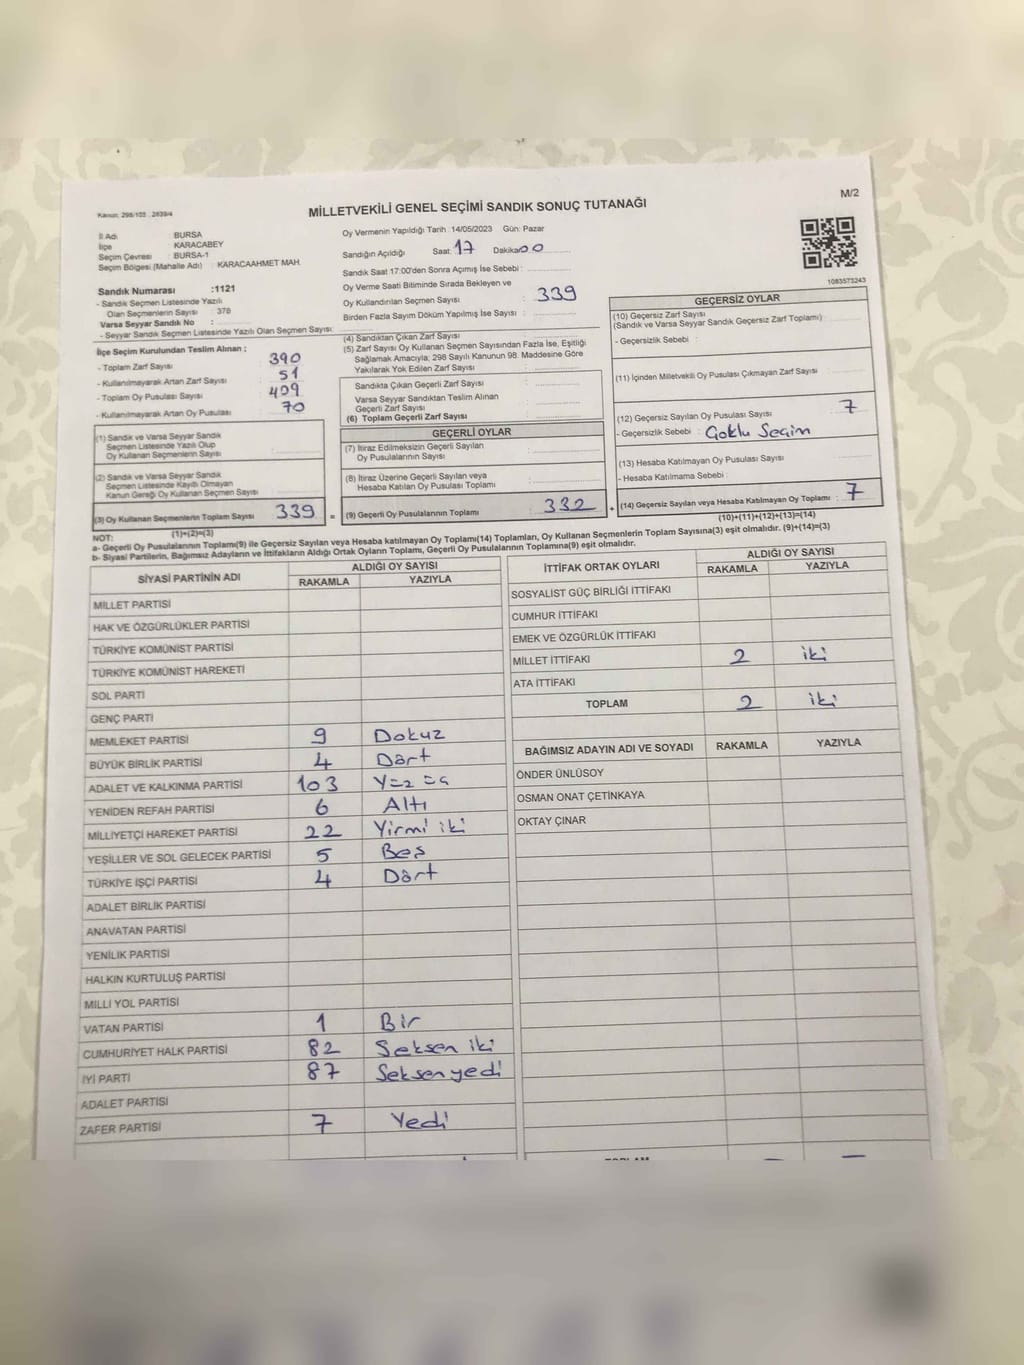 M/2
Kanun: 298/105 , 2839/4
MİLLETVEKİLİ GENEL SEÇİMİ SANDIK SONUÇ TUTANAĞI
İl Adı : BURSA
İlçe : KARACABEY
Seçim Çevresi : BURSA-1
Seçim Bölgesi (Mahalle Adı) : KARACAAHMET MAH.
Sandık Numarası :1121
- Sandık Seçmen Listesinde Yazılı
Olan Seçmenlerin Sayısı : 378
Varsa Seyyar Sandık No :
- Seyyar Sandık Seçmen Listesinde Yazılı Olan Seçmen Sayısı:
Oy Vermenin Yapıldığı Tarih :14/05/2023 Gün: Pazar
Sandığın Açıldığı Saat: 17 Dakika: 00
Sandık Saat 17:00'den Sonra Açımış İse Sebebi :
Oy Verme Saati Bitiminde Sırada Bekleyen ve
Oy Kullandırılan Seçmen Sayısı : 339
Birden Fazla Sayım Döküm Yapılmış İse Sayısı :
1083573243
İlçe Seçim Kurulundan Teslim Alınan ;
- Toplam Zarf Sayısı : 390
- Kullanılmayarak Artan Zarf Sayısı : 51
- Toplam Oy Pusulası Sayısı : 409
- Kullanılmayarak Artan Oy Pusulası : 70
(1) Sandık ve Varsa Seyyar Sandık
Seçmen Listesinde Yazılı Olup
Oy Kullanan Seçmenlerin Sayısı :
(2) Sandık ve Varsa Seyyar Sandık
Seçmen Listesinde Kayıtlı Olmayan
Kanun Gereği Oy Kullanan Seçmen Sayısı :
(3) Oy Kullanan Seçmenlerin Toplam Sayısı : 339 =
(1)+(2)=(3)
(4) Sandıktan Çıkan Zarf Sayısı :
(5) Zarf Sayısı Oy Kullanan Seçmen Sayısından Fazla İse, Eşitliği
Sağlamak Amacıyla; 298 Sayılı Kanunun 98. Maddesine Göre
Yakılarak Yok Edilen Zarf Sayısı :
Sandıkta Çıkan Geçerli Zarf Sayısı :
Varsa Seyyar Sandıktan Teslim Alınan
Geçerli Zarf Sayısı :
(6) Toplam Geçerli Zarf Sayısı :
GEÇERLİ OYLAR
(7) İtiraz Edilmeksizin Geçerli Sayılan
Oy Pusulalarının Sayısı :
(8) İtiraz Üzerine Geçerli Sayılan veya
Hesaba Katılan Oy Pusulası Toplamı :
(9) Geçerli Oy Pusulalarının Toplamı : 332 +
GEÇERSİZ OYLAR
(10) Geçersiz Zarf Sayısı
(Sandık ve Varsa Seyyar Sandık Geçersiz Zarf Toplamı) :
- Geçersizlik Sebebi :
(11) İçinden Milletvekili Oy Pusulası Çıkmayan Zarf Sayısı :
(12) Geçersiz Sayılan Oy Pusulası Sayısı : 7
- Geçersizlik Sebebi : Çoklu Seçim
(13) Hesaba Katılmayan Oy Pusulası Sayısı :
- Hesaba Katılmama Sebebi :
(14) Geçersiz Sayılan veya Hesaba Katılmayan Oy Toplamı : 7
(10)+(11)+(12)+(13)=(14)
NOT:
a- Geçerli Oy Pusulalarının Toplamı(9) ile Geçersiz Sayılan veya Hesaba katılmayan Oy Toplamı(14) Toplamları, Oy Kullanan Seçmenlerin Toplam Sayısına(3) eşit olmalıdır. (9)+(14)=(3)
b- Siyasi Partilerin, Bağımsız Adayların ve İttifakların Aldığı Ortak Oyların Toplamı, Geçerli Oy Pusulalarının Toplamına(9) eşit olmalıdır.
SİYASİ PARTİNİN ADI ALDIĞI OY SAYISI
RAKAMLA YAZIYLA
MİLLET PARTİSİ
HAK VE ÖZGÜRLÜKLER PARTİSİ
TÜRKİYE KOMÜNİST PARTİSİ
TÜRKİYE KOMÜNİST HAREKETİ
SOL PARTİ
GENÇ PARTİ
MEMLEKET PARTİSİ 9 Dokuz
BÜYÜK BİRLİK PARTİSİ 4 Dört
ADALET VE KALKINMA PARTİSİ 103 Yüz üç
YENİDEN REFAH PARTİSİ 6 Altı
MİLLİYETÇİ HAREKET PARTİSİ 22 Yirmi iki
YEŞİLLER VE SOL GELECEK PARTİSİ 5 Beş
TÜRKİYE İŞÇİ PARTİSİ 4 Dört
ADALET BİRLİK PARTİSİ
ANAVATAN PARTİSİ
YENİLİK PARTİSİ
HALKIN KURTULUŞ PARTİSİ
MİLLİ YOL PARTİSİ
VATAN PARTİSİ 1 Bir
CUMHURİYET HALK PARTİSİ 82 Seksen iki
İYİ PARTİ 87 Seksen yedi
ADALET PARTİSİ
ZAFER PARTİSİ 7 Yedi
İTTİFAK ORTAK OYLARI ALDIĞI OY SAYISI
RAKAMLA YAZIYLA
SOSYALİST GÜÇ BİRLİĞİ İTTİFAKI
CUMHUR İTTİFAKI
EMEK VE ÖZGÜRLÜK İTTİFAKI
MİLLET İTTİFAKI 2 iki
ATA İTTİFAKI
TOPLAM 2 iki
BAĞIMSIZ ADAYIN ADI VE SOYADI RAKAMLA YAZIYLA
ÖNDER ÜNLÜSOY
OSMAN ONAT ÇETİNKAYA
OKTAY ÇINAR